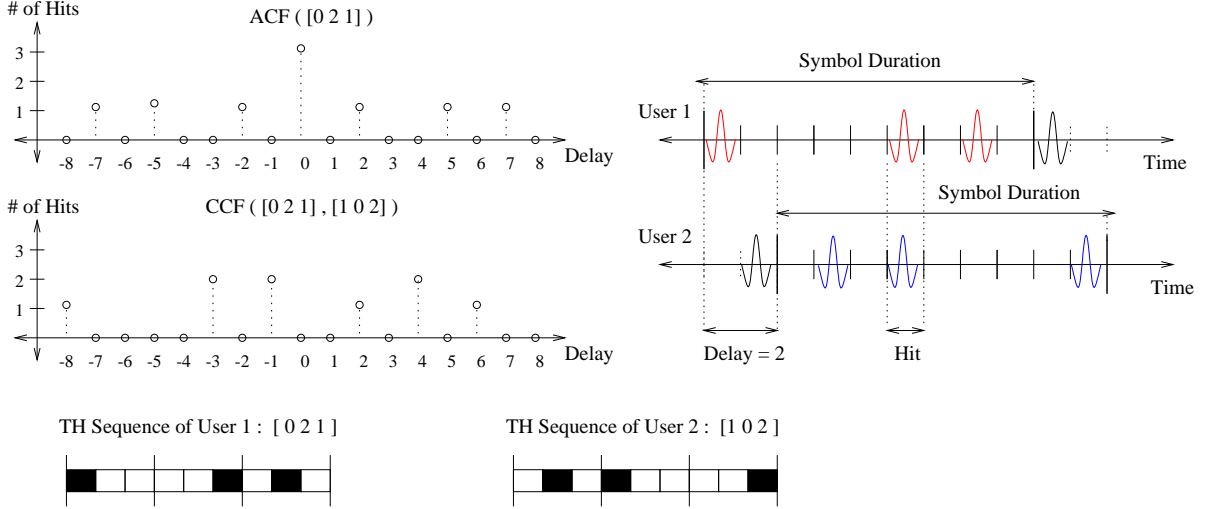 # of Hits
ACF ( [0 2 1] )
3
2
1
-8 -7 -6 -5 -4 -3 -2 -1 0 1 2 3 4 5 6 7 8
Delay
# of Hits
CCF ( [0 2 1] , [1 0 2] )
3
2
1
-8 -7 -6 -5 -4 -3 -2 -1 0 1 2 3 4 5 6 7 8
Delay
Symbol Duration
User 1
Time
Symbol Duration
User 2
Time
Delay = 2
Hit
TH Sequence of User 1 : [ 0 2 1 ]
TH Sequence of User 2 : [1 0 2 ]